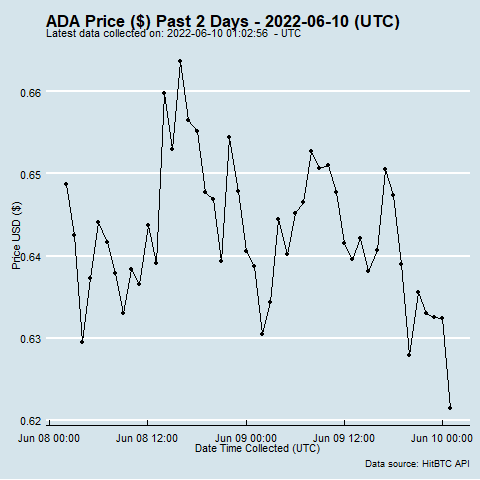 ADA Price ($) Past 2 Days - 2022-06-10 (UTC)
Latest data collected on: 2022-06-10 01:02:56 - UTC
0.66
0.65
0.64
0.63
0.62
Price USD ($)
Jun 08 00:00 Jun 08 12:00 Jun 09 00:00 Jun 09 12:00 Jun 10 00:00
Date Time Collected (UTC)
Data source: HitBTC API